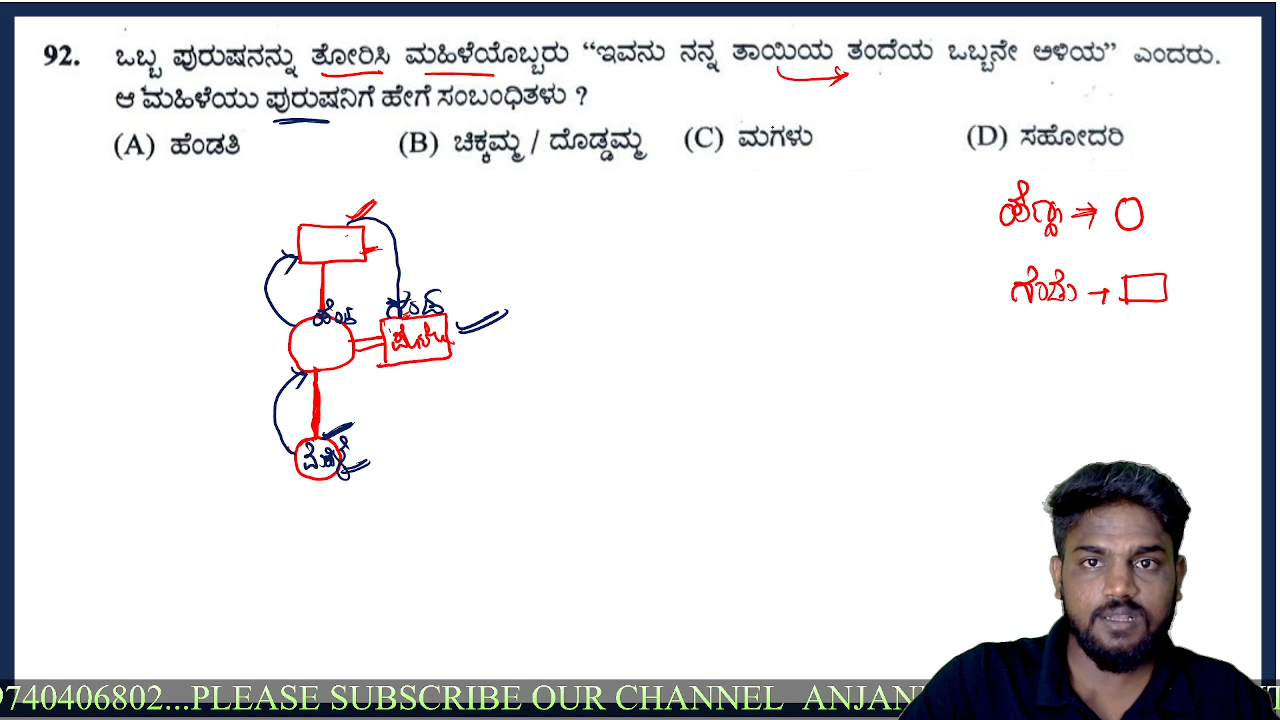 92. ಒಬ್ಬ ಪುರುಷನನ್ನು ತೋರಿಸಿ ಮಹಿಳೆಯೊಬ್ಬರು “ಇವನು ನನ್ನ ತಾಯಿಯ ತಂದೆಯ ಒಬ್ಬನೇ ಅಳಿಯ” ಎಂದರು.
ಆ ಮಹಿಳೆಯು ಪುರುಷನಿಗೆ ಹೇಗೆ ಸಂಬಂಧಿತಳು ?
(A) ಹೆಂಡತಿ (B) ಚಿಕ್ಕಮ್ಮ / ದೊಡ್ಡಮ್ಮ (C) ಮಗಳು (D) ಸಹೋದರಿ
9740406802...PLEASE SUBSCRIBE OUR CHANNEL